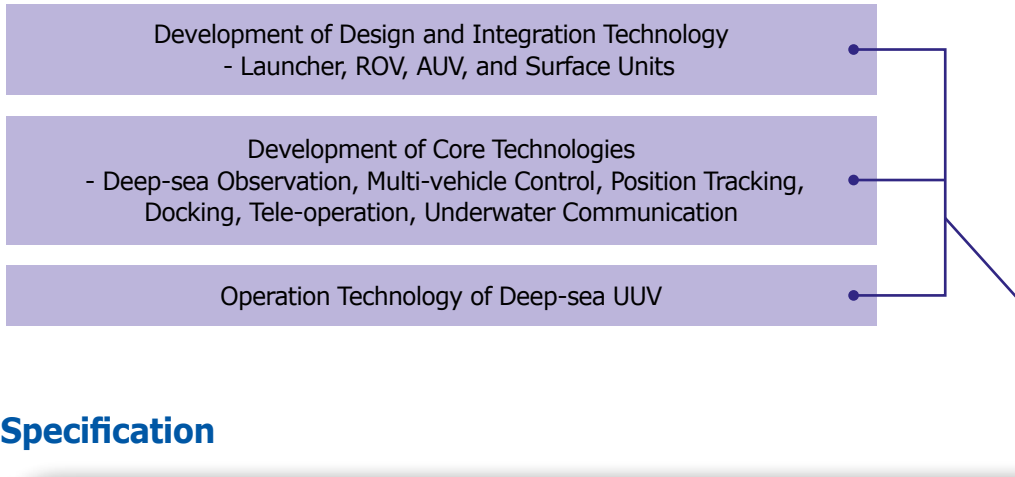 Development of Design and Integration Technology
- Launcher, ROV, AUV, and Surface Units
Development of Core Technologies
- Deep-sea Observation, Multi-vehicle Control, Position Tracking,
Docking, Tele-operation, Underwater Communication
Operation Technology of Deep-sea UUV
Specification